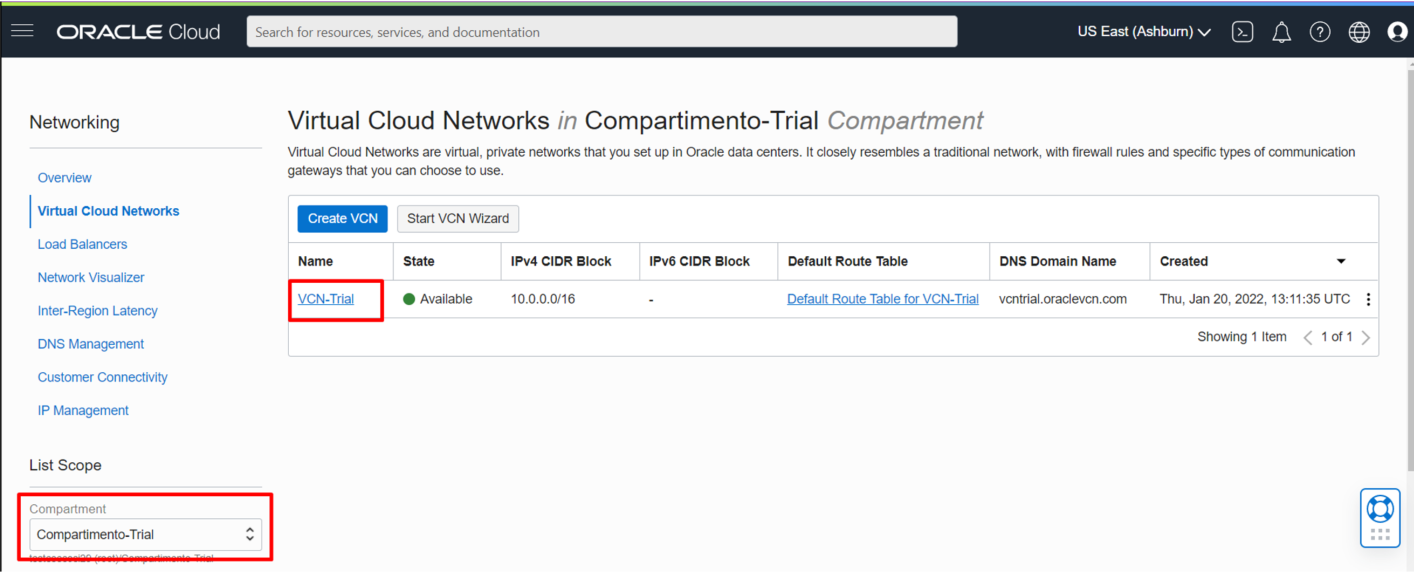 ORACLE Cloud
Search for resources, services, and documentation
US East (Ashburn)
Networking
Overview
Virtual Cloud Networks
Load Balancers
Network Visualizer
Inter-Region Latency
DNS Management
Customer Connectivity
IP Management
List Scope
Compartment
Compartimento-Trial
(root)/Compartimento-Trial
Virtual Cloud Networks in Compartimento-Trial Compartment
Virtual Cloud Networks are virtual, private networks that you set up in Oracle data centers. It closely resembles a traditional network, with firewall rules and specific types of communication
gateways that you can choose to use.
Create VCN Start VCN Wizard
Name State IPv4 CIDR Block IPv6 CIDR Block Default Route Table DNS Domain Name Created
VCN-Trial Available 10.0.0.0/16 - Default Route Table for VCN-Trial vcntrial.oraclevcn.com Thu, Jan 20, 2022, 13:11:35 UTC
Showing 1 Item < 1 of 1 >